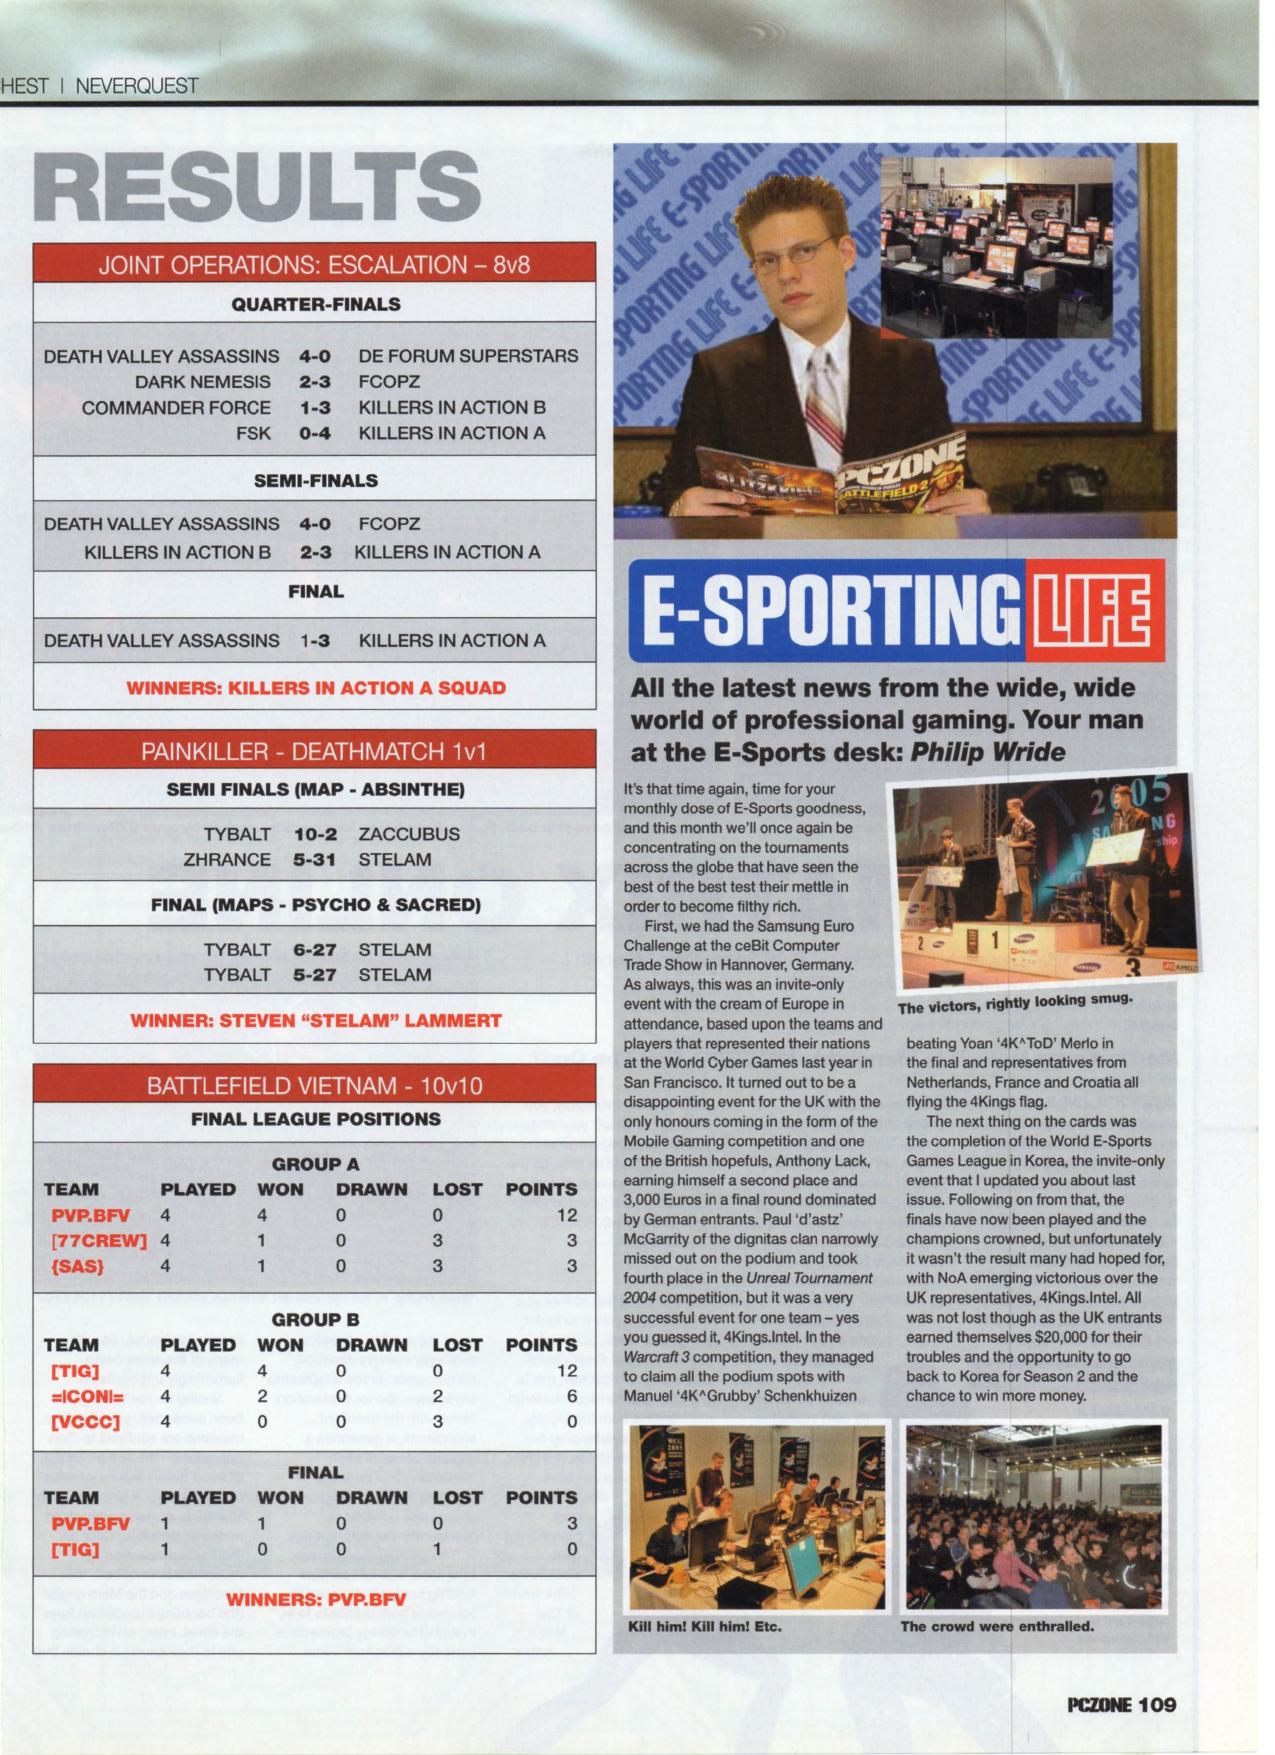 HEST | NEVERQUEST
RESULTS
JOINT OPERATIONS: ESCALATION – 8v8
QUARTER-FINALS
DEATH VALLEY ASSASSINS 4-0 DE FORUM SUPERSTARS
DARK NEMESIS 2-3 FCOPZ
COMMANDER FORCE 1-3 KILLERS IN ACTION B
FSK 0-4 KILLERS IN ACTION A
SEMI-FINALS
DEATH VALLEY ASSASSINS 4-0 FCOPZ
KILLERS IN ACTION B 2-3 KILLERS IN ACTION A
FINAL
DEATH VALLEY ASSASSINS 1-3 KILLERS IN ACTION A
WINNERS: KILLERS IN ACTION A SQUAD
PAINKILLER - DEATHMATCH 1v1
SEMI FINALS (MAP - ABSINTHE)
TYBALT 10-2 ZACCUBUS
ZHRANCE 5-31 STELAM
FINAL (MAPS - PSYCHO & SACRED)
TYBALT 6-27 STELAM
TYBALT 5-27 STELAM
WINNER: STEVEN “STELAM” LAMMERT
BATTLEFIELD VIETNAM - 10v10
FINAL LEAGUE POSITIONS
GROUP A
TEAM PLAYED WON DRAWN LOST POINTS
PVP.BFV 4 4 0 0 12
[77CREW] 4 1 0 3 3
{SAS} 4 1 0 3 3
GROUP B
TEAM PLAYED WON DRAWN LOST POINTS
[TIG] 4 4 0 0 12
=ICONI= 4 2 0 2 6
[VCCC] 4 0 0 3 0
FINAL
TEAM PLAYED WON DRAWN LOST POINTS
PVP.BFV 1 1 0 0 3
[TIG] 1 0 0 1 0
WINNERS: PVP.BFV
E-SPORTING LIFE
PCZONE
BATTLEFIELD 2
BLITZKRIEG
E-SPORTING LIFE
All the latest news from the wide, wide
world of professional gaming. Your man
at the E-Sports desk: Philip Wride
It's that time again, time for your
monthly dose of E-Sports goodness,
and this month we'll once again be
concentrating on the tournaments
across the globe that have seen the
best of the best test their mettle in
order to become filthy rich.
First, we had the Samsung Euro
Challenge at the ceBit Computer
Trade Show in Hannover, Germany.
As always, this was an invite-only
event with the cream of Europe in
attendance, based upon the teams and
players that represented their nations
at the World Cyber Games last year in
San Francisco. It turned out to be a
disappointing event for the UK with the
only honours coming in the form of the
Mobile Gaming competition and one
of the British hopefuls, Anthony Lack,
earning himself a second place and
3,000 Euros in a final round dominated
by German entrants. Paul 'd'astz'
McGarrity of the dignitas clan narrowly
missed out on the podium and took
fourth place in the Unreal Tournament
2004 competition, but it was a very
successful event for one team – yes
you guessed it, 4Kings.Intel. In the
Warcraft 3 competition, they managed
to claim all the podium spots with
Manuel '4K^Grubby' Schenkhuizen
2005
2 1 3
SAMSUNG
AMD
The victors, rightly looking smug.
beating Yoan '4K^ToD' Merlo in
the final and representatives from
Netherlands, France and Croatia all
flying the 4Kings flag.
The next thing on the cards was
the completion of the World E-Sports
Games League in Korea, the invite-only
event that I updated you about last
issue. Following on from that, the
finals have now been played and the
champions crowned, but unfortunately
it wasn't the result many had hoped for,
with NoA emerging victorious over the
UK representatives, 4Kings.Intel. All
was not lost though as the UK entrants
earned themselves $20,000 for their
troubles and the opportunity to go
back to Korea for Season 2 and the
chance to win more money.
WCG 2005
Kill him! Kill him! Etc.
The crowd were enthralled.
PCZONE 109